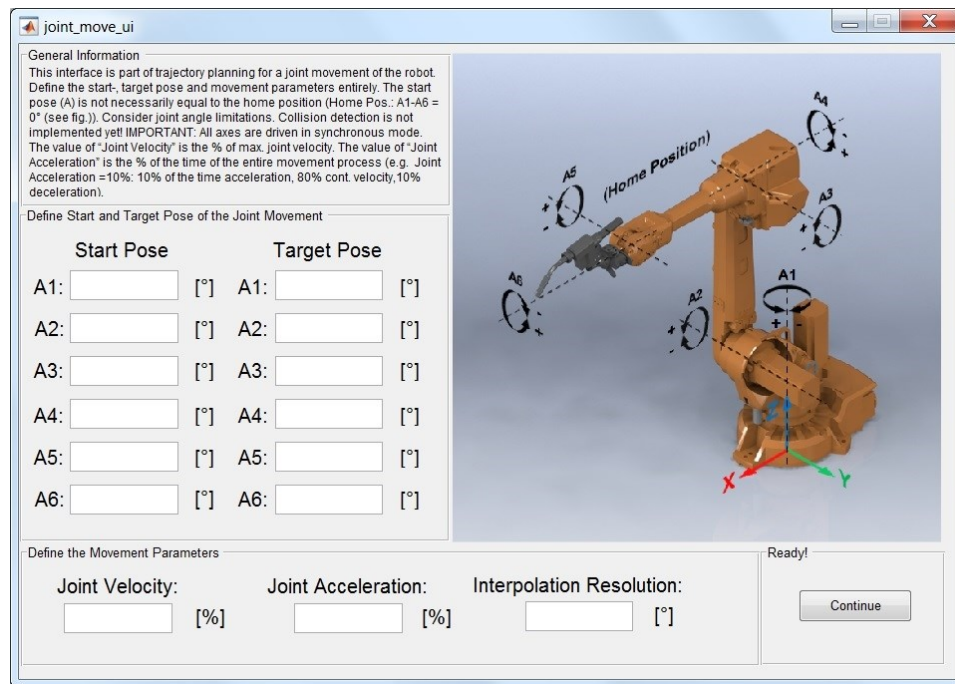 joint_move_ui
General Information
This interface is part of trajectory planning for a joint movement of the robot.
Define the start-, target pose and movement parameters entirely. The start
pose (A) is not necessarily equal to the home position (Home Pos.: A1-A6 =
0° (see fig.)). Consider joint angle limitations. Collision detection is not
implemented yet! IMPORTANT: All axes are driven in synchronous mode.
The value of "Joint Velocity" is the % of max. joint velocity. The value of "Joint
Acceleration" is the % of the time of the entire movement process (e.g. Joint
Acceleration =10%: 10% of the time acceleration, 80% cont. velocity,10%
deceleration).
Define Start and Target Pose of the Joint Movement
Start Pose Target Pose
A1: [°] A1: [°]
A2: [°] A2: [°]
A3: [°] A3: [°]
A4: [°] A4: [°]
A5: [°] A5: [°]
A6: [°] A6: [°]
A4
+
-
A5
+
-
(Home Position)
A3
+
-
A6
+
-
A2
+
-
A1
+ -
Z
X
Y
Define the Movement Parameters
Joint Velocity: Joint Acceleration: Interpolation Resolution:
[%] [%] [°]
Ready!
Continue